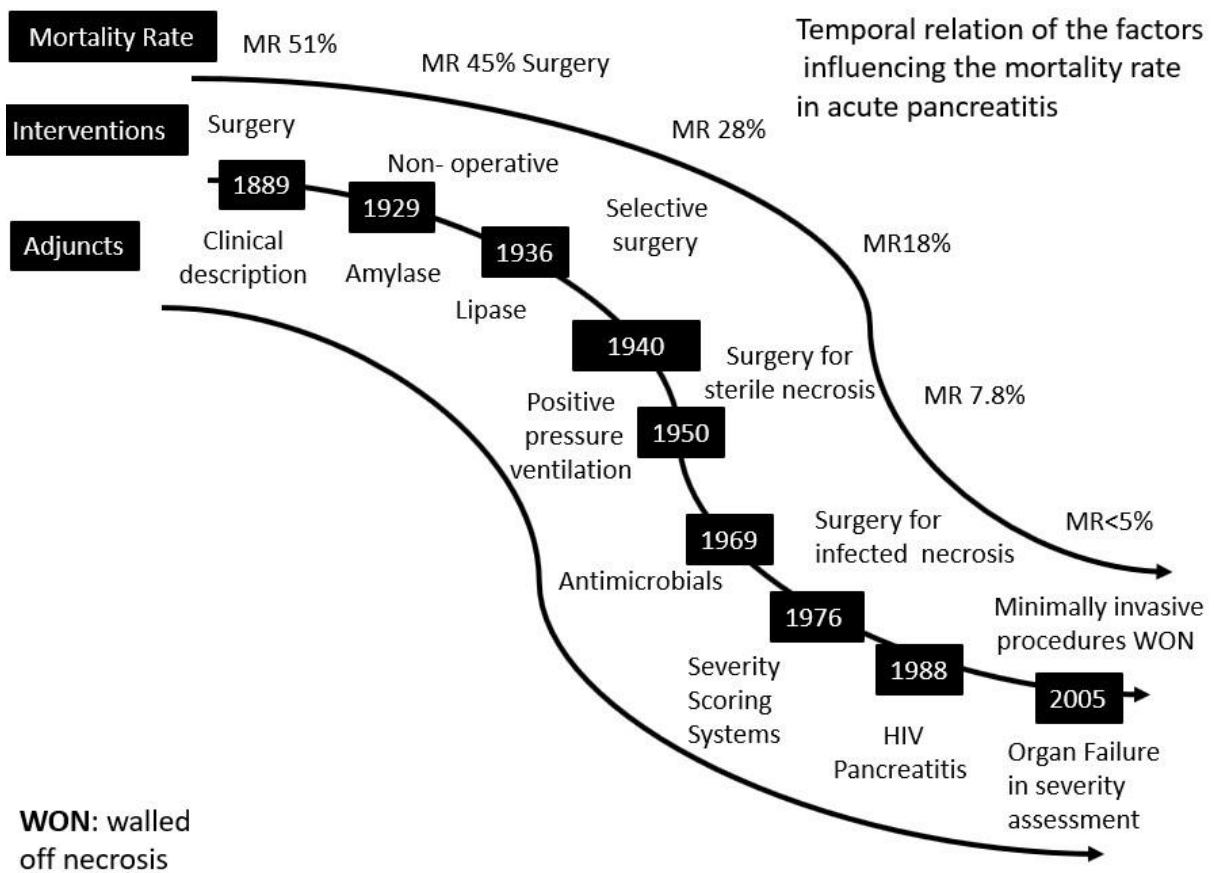 Mortality Rate
MR 51%
MR 45% Surgery
Temporal relation of the factors
influencing the mortality rate
in acute pancreatitis
MR 28%
MR18%
MR 7.8%
MR<5%
Interventions
Surgery
Non- operative
Selective
surgery
Surgery for
sterile necrosis
Surgery for
infected necrosis
Minimally invasive
procedures WON
1889
1929
1936
1940
1950
1969
1976
1988
2005
Adjuncts
Clinical
description
Amylase
Lipase
Positive
pressure
ventilation
Antimicrobials
Severity
Scoring
Systems
HIV
Pancreatitis
Organ Failure
in severity
assessment
WON: walled
off necrosis